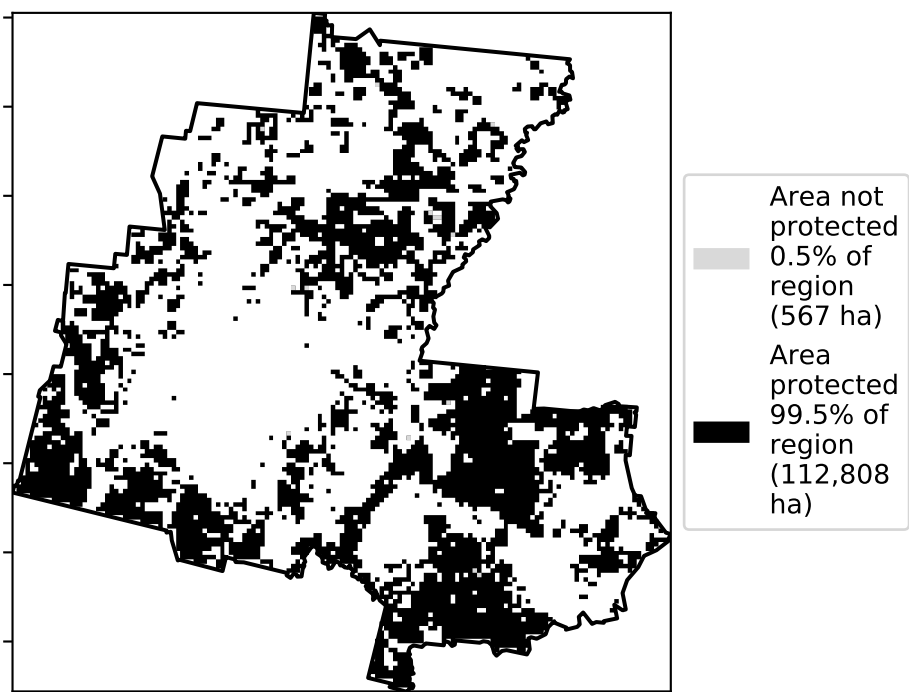 Area not
protected
0.5% of
region
(567 ha)
Area
protected
99.5% of
region
(112,808
ha)